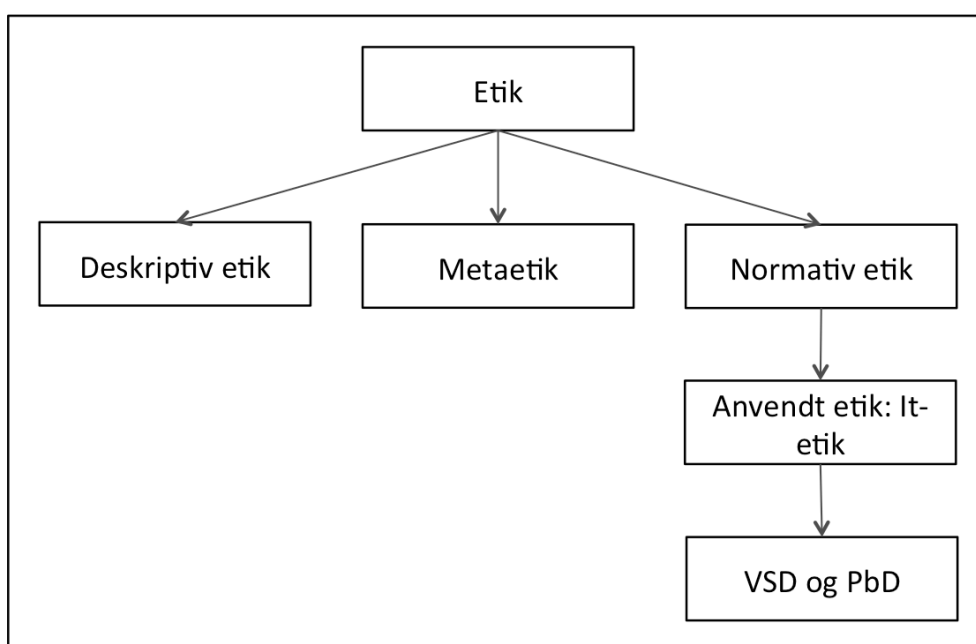 Etik
Deskriptiv etik
Metaetik
Normativ etik
Anvendt etik: It-
etik
VSD og PbD